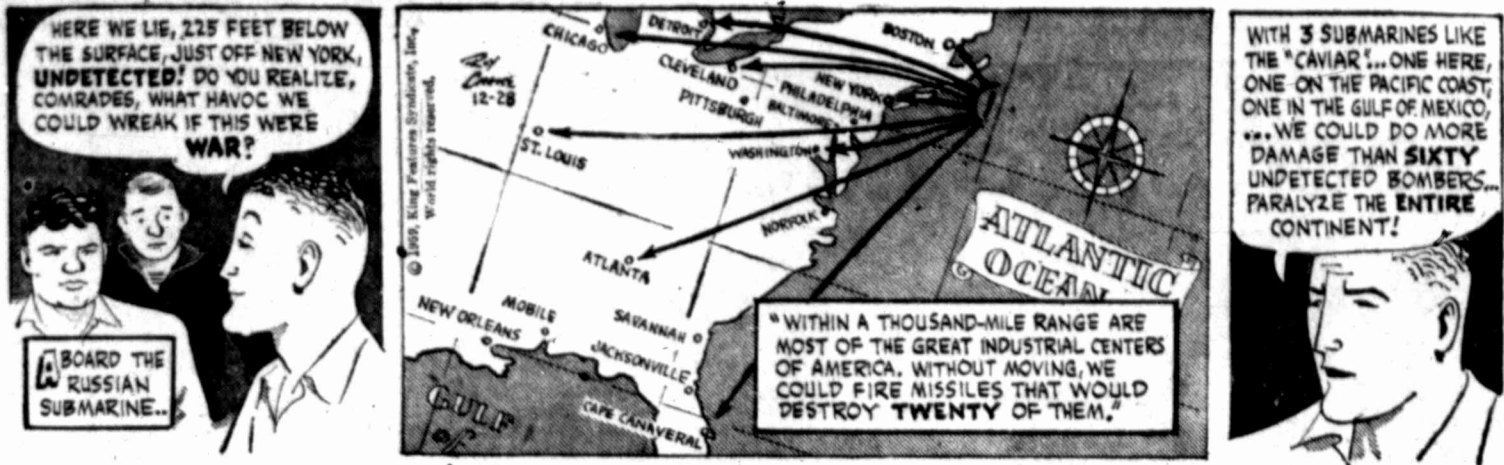 HERE WE LIE, 225 FEET BELOW
THE SURFACE, JUST OFF NEW YORK,
UNDETECTED! DO YOU REALIZE,
COMRADES, WHAT HAVOC WE
COULD WREAK IF THIS WERE
WAR?
ABOARD THE
RUSSIAN
SUBMARINE..
© 1959, King Features Syndicate, Inc.,
World rights reserved.
Roy
Crane
12-28
CHICAGO
DETROIT
BOSTON
CLEVELAND
PITTSBURGH
NEW YORK
PHILADELPHIA
BALTIMORE
WASHINGTON
ST. LOUIS
NORFOLK
ATLANTA
NEW ORLEANS
MOBILE
SAVANNAH
JACKSONVILLE
CAPE CANAVERAL
GULF
of
ATLANTIC
OCEAN
"WITHIN A THOUSAND-MILE RANGE ARE
MOST OF THE GREAT INDUSTRIAL CENTERS
OF AMERICA. WITHOUT MOVING, WE
COULD FIRE MISSILES THAT WOULD
DESTROY TWENTY OF THEM."
WITH 3 SUBMARINES LIKE
THE "CAVIAR"... ONE HERE,
ONE ON THE PACIFIC COAST,
ONE IN THE GULF OF MEXICO,
...WE COULD DO MORE
DAMAGE THAN SIXTY
UNDETECTED BOMBERS...
PARALYZE THE ENTIRE
CONTINENT!